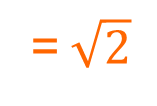 = √2